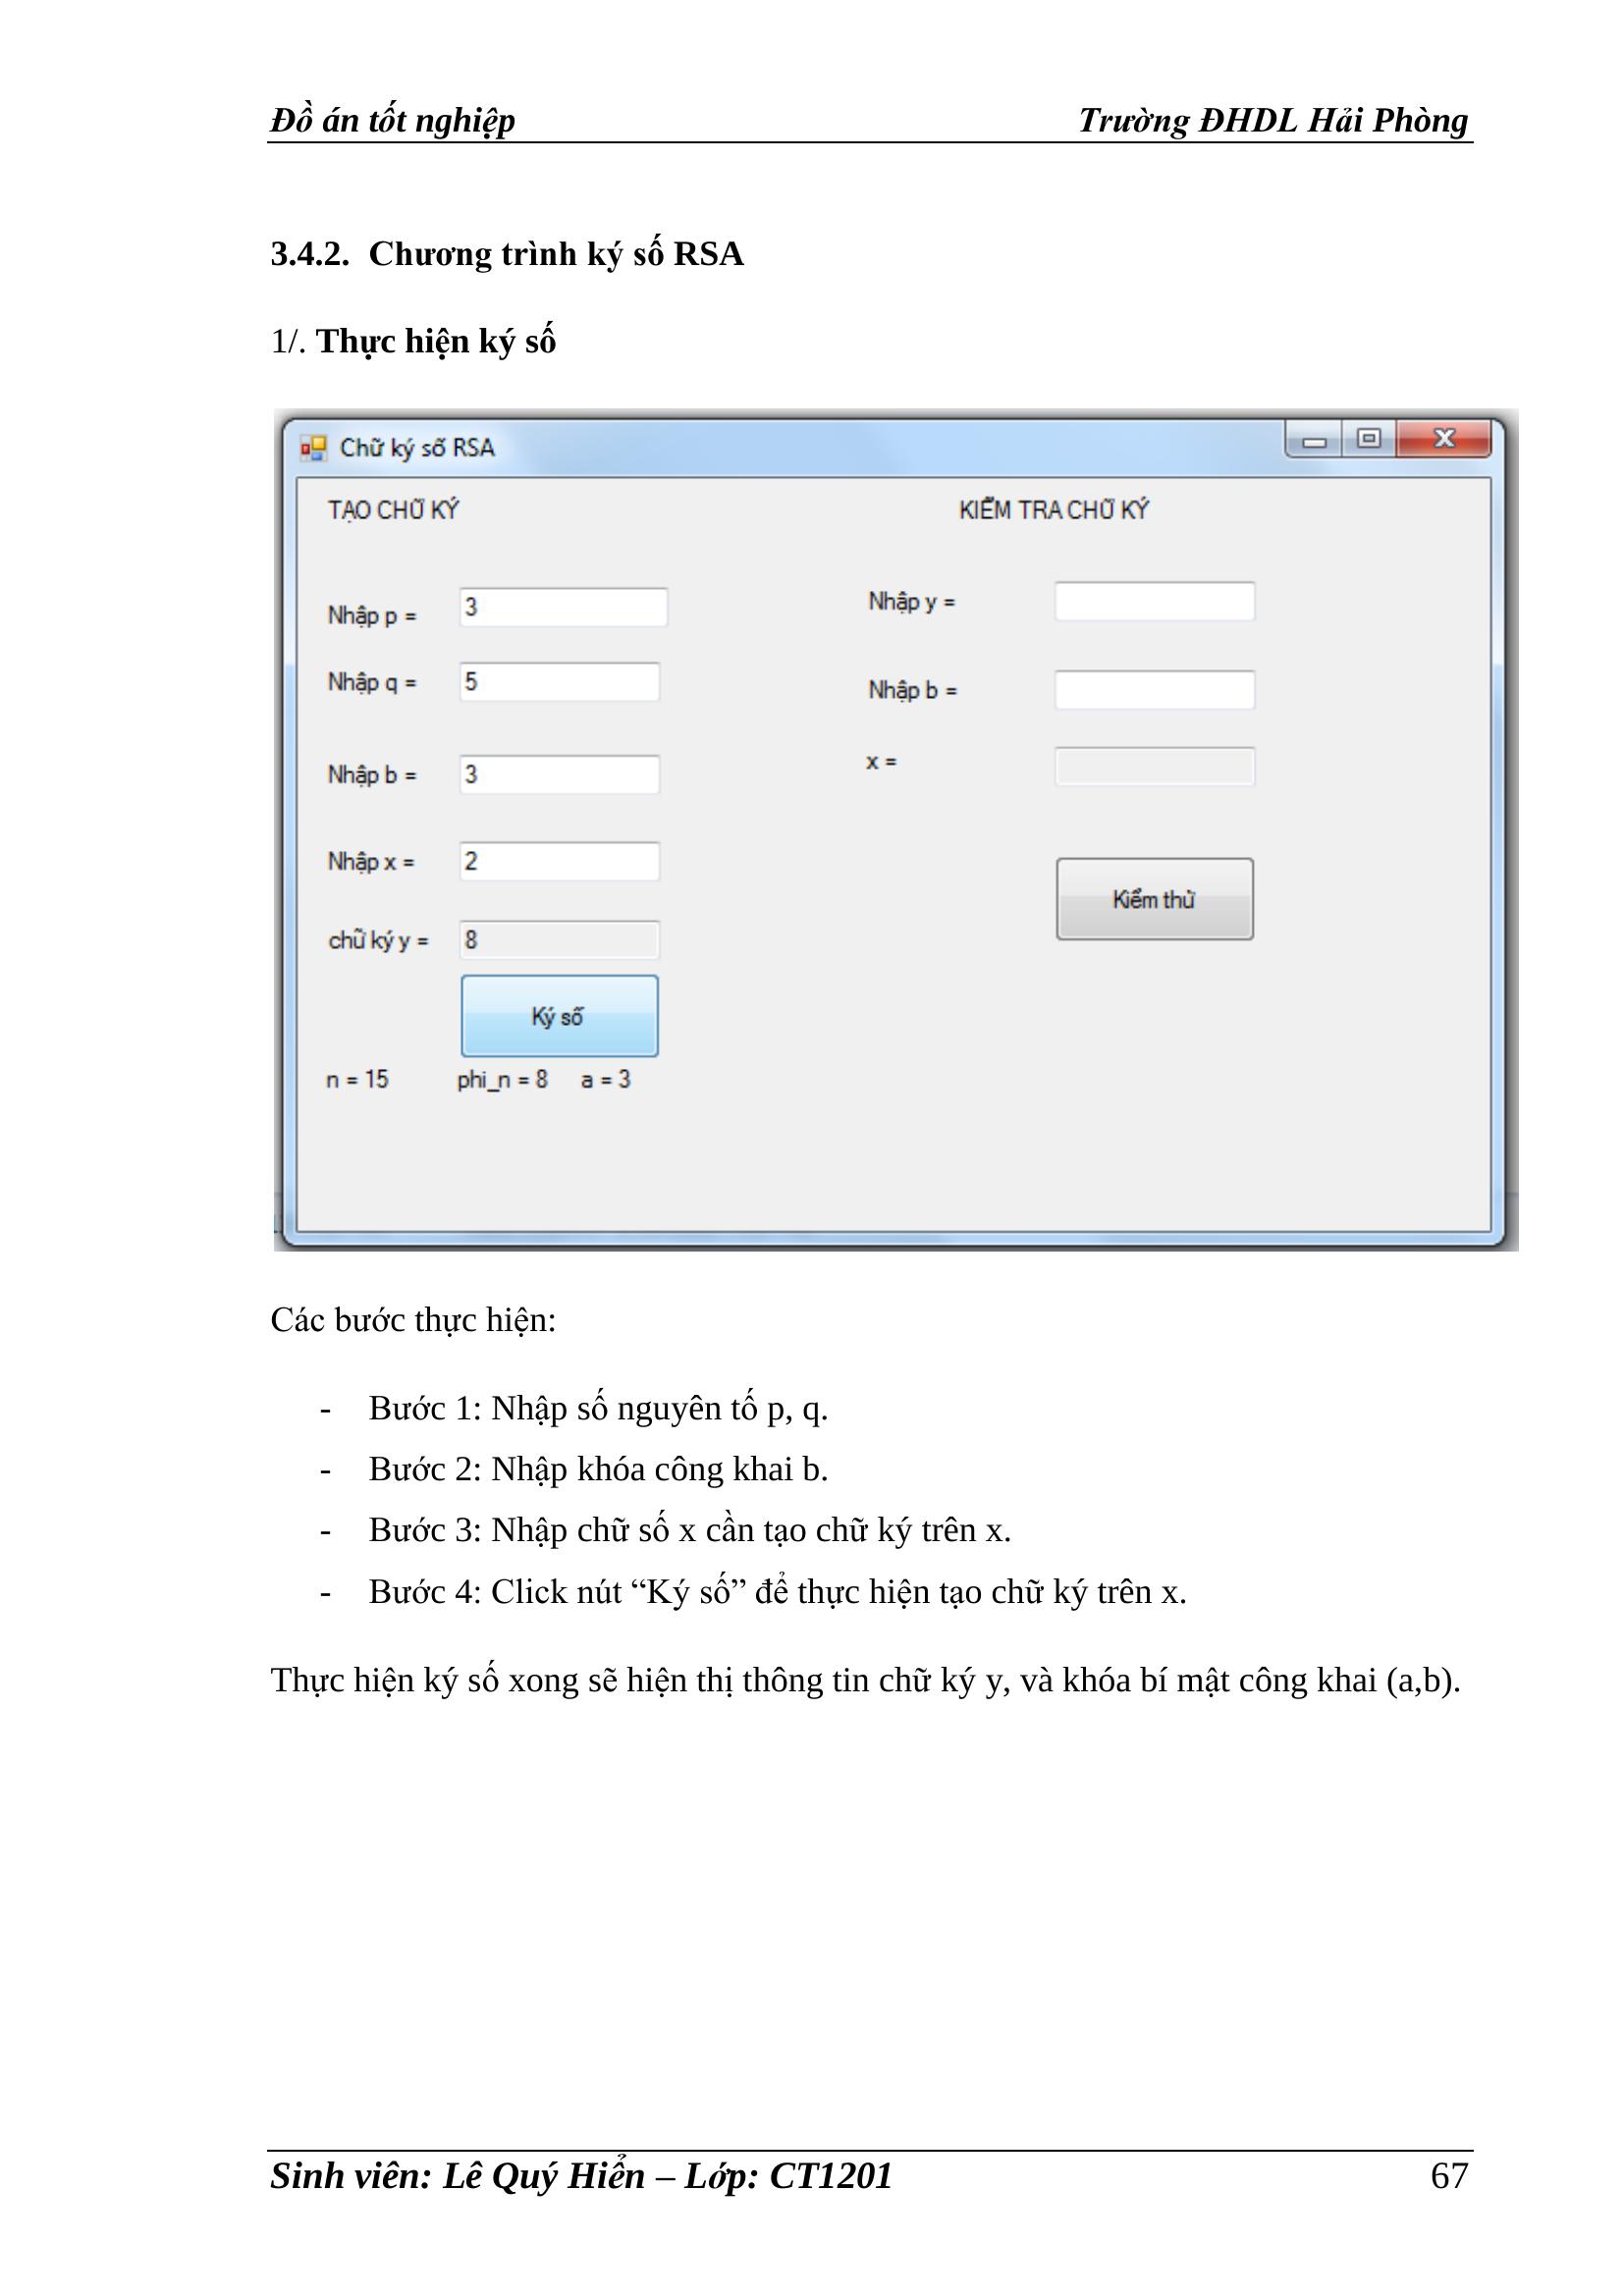 Đồ án tốt nghiệp Trường ĐHDL Hải Phòng
3.4.2. Chương trình ký số RSA
1/. Thực hiện ký số
Chữ ký số RSA
TẠO CHỮ KÝ
KIỂM TRA CHỮ KÝ
Nhập p = 3
Nhập y =
Nhập q = 5
Nhập b =
Nhập b = 3
x =
Nhập x = 2
Kiểm thử
chữ ký y = 8
Ký số
n = 15 phi_n = 8 a = 3
Các bước thực hiện:
- Bước 1: Nhập số nguyên tố p, q.
- Bước 2: Nhập khóa công khai b.
- Bước 3: Nhập chữ số x cần tạo chữ ký trên x.
- Bước 4: Click nút “Ký số” để thực hiện tạo chữ ký trên x.
Thực hiện ký số xong sẽ hiện thị thông tin chữ ký y, và khóa bí mật công khai (a,b).
Sinh viên: Lê Quý Hiển – Lớp: CT1201 67